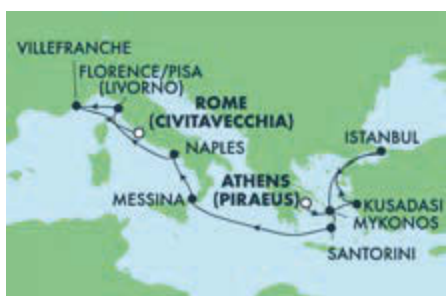 VILLEFRANCHE
FLORENCE/PISA
(LIVORNO)
ROME
(CIVITAVECCHIA)
ISTANBUL
NAPLES
ATHENS
(PIRAEUS)
MESSINA
KUSADASI
MYKONOS
SANTORINI